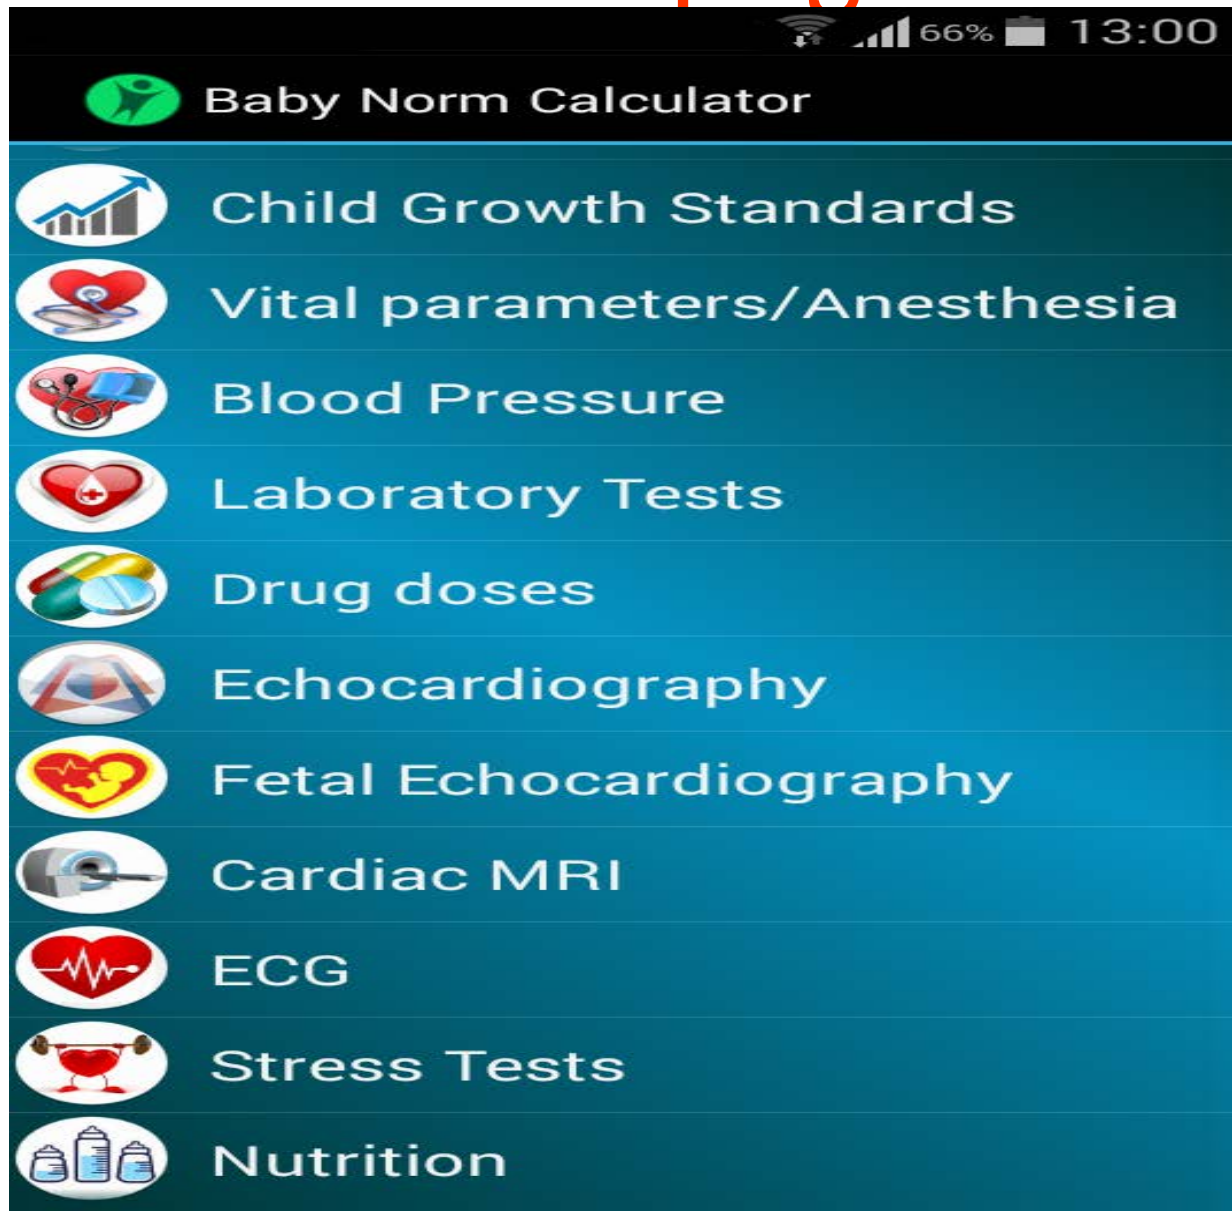 66% 13:00
Baby Norm Calculator
Child Growth Standards
Vital parameters/Anesthesia
Blood Pressure
Laboratory Tests
Drug doses
Echocardiography
Fetal Echocardiography
Cardiac MRI
ECG
Stress Tests
Nutrition